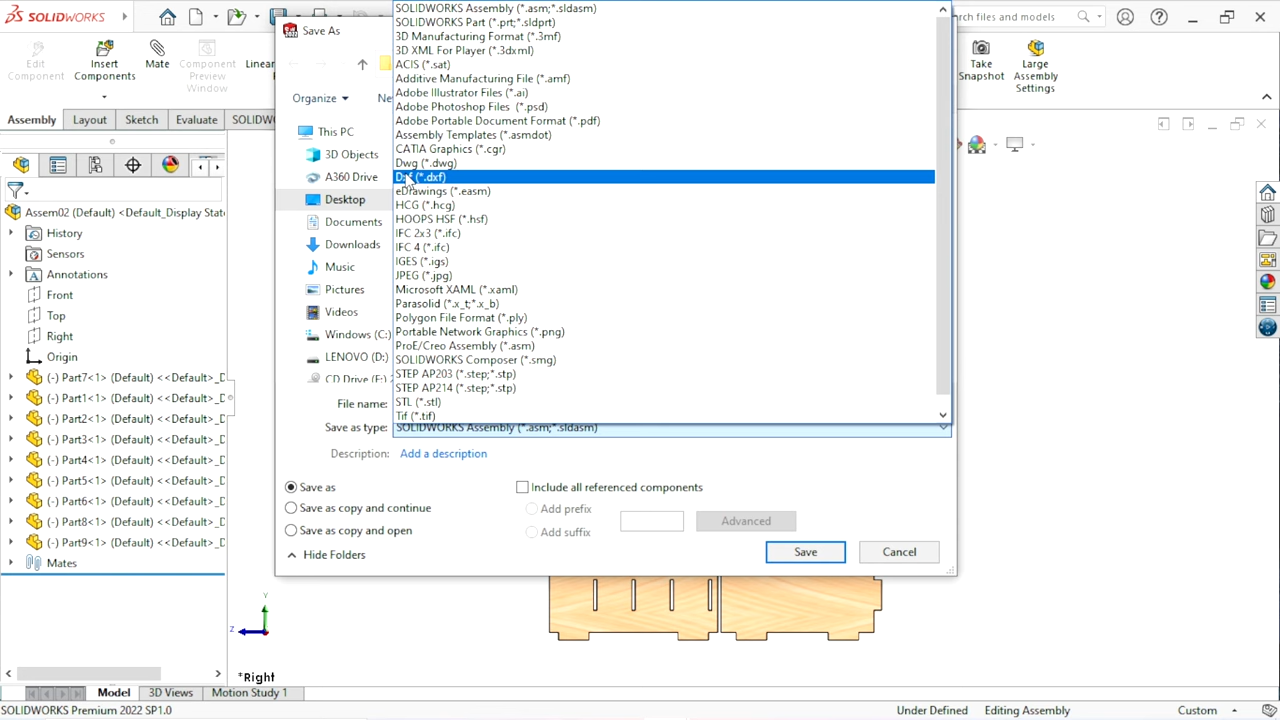 SOLIDWORKS
Save As
SOLIDWORKS Assembly (*.asm;*.sldasm)
SOLIDWORKS Part (*.prt;*.sldprt)
3D Manufacturing Format (*.3mf)
3D XML For Player (*.3dxml)
ACIS (*.sat)
Additive Manufacturing File (*.amf)
Adobe Illustrator Files (*.ai)
Adobe Photoshop Files (*.psd)
Adobe Portable Document Format (*.pdf)
Assembly Templates (*.asmdot)
CATIA Graphics (*.cgr)
Dwg (*.dwg)
Dxf (*.dxf)
eDrawings (*.easm)
HCG (*.hcg)
HOOPS HSF (*.hsf)
IFC 2x3 (*.ifc)
IFC 4 (*.ifc)
IGES (*.igs)
JPEG (*.jpg)
Microsoft XAML (*.xaml)
Parasolid (*.x_t;*.x_b)
Polygon File Format (*.ply)
Portable Network Graphics (*.png)
ProE/Creo Assembly (*.asm)
SOLIDWORKS Composer (*.smg)
STEP AP203 (*.step;*.stp)
STEP AP214 (*.step;*.stp)
STL (*.stl)
Tif (*.tif)
arch files and models
Edit Component
Insert Components
Mate
Component Preview Window
Linear
Take Snapshot
Large Assembly Settings
Assembly
Layout
Sketch
Evaluate
SOLIDW
Organize
Ne
This PC
3D Objects
A360 Drive
Desktop
Documents
Downloads
Music
Pictures
Videos
Windows (C:)
LENOVO (D:)
CD Drive (F:)
File name:
Save as type:
SOLIDWORKS Assembly (*.asm;*.sldasm)
Description:
Add a description
Save as
Save as copy and continue
Save as copy and open
Include all referenced components
Add prefix
Add suffix
Advanced
Hide Folders
Save
Cancel
Assem02 (Default) <Default_Display State
History
Sensors
Annotations
Front
Top
Right
Origin
(-) Part7<1> (Default) <<Default>_D
(-) Part1<1> (Default) <<Default>_D
(-) Part2<1> (Default) <<Default>_D
(-) Part3<1> (Default) <<Default>_D
(-) Part4<1> (Default) <<Default>_D
(-) Part5<1> (Default) <<Default>_D
(-) Part6<1> (Default) <<Default>_D
(-) Part8<1> (Default) <<Default>_D
(-) Part9<1> (Default) <<Default>_D
Mates
Y
Z
*Right
Model
3D Views
Motion Study 1
SOLIDWORKS Premium 2022 SP1.0
Under Defined
Editing Assembly
Custom